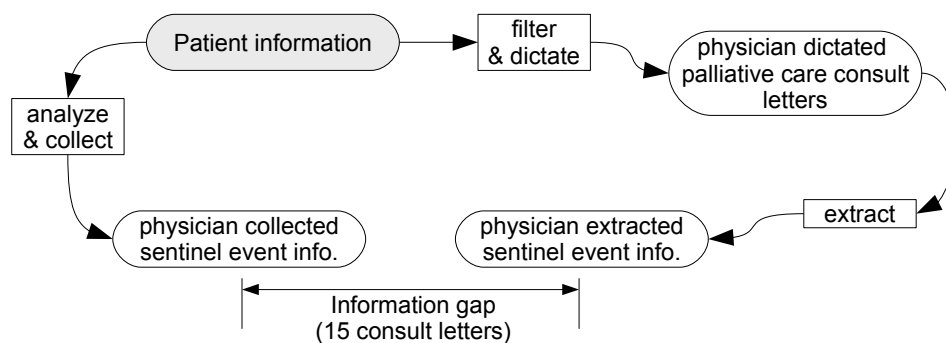 Patient information
filter
& dictate
physician dictated
palliative care consult
letters
analyze
& collect
extract
physician collected
sentinel event info.
physician extracted
sentinel event info.
Information gap
(15 consult letters)